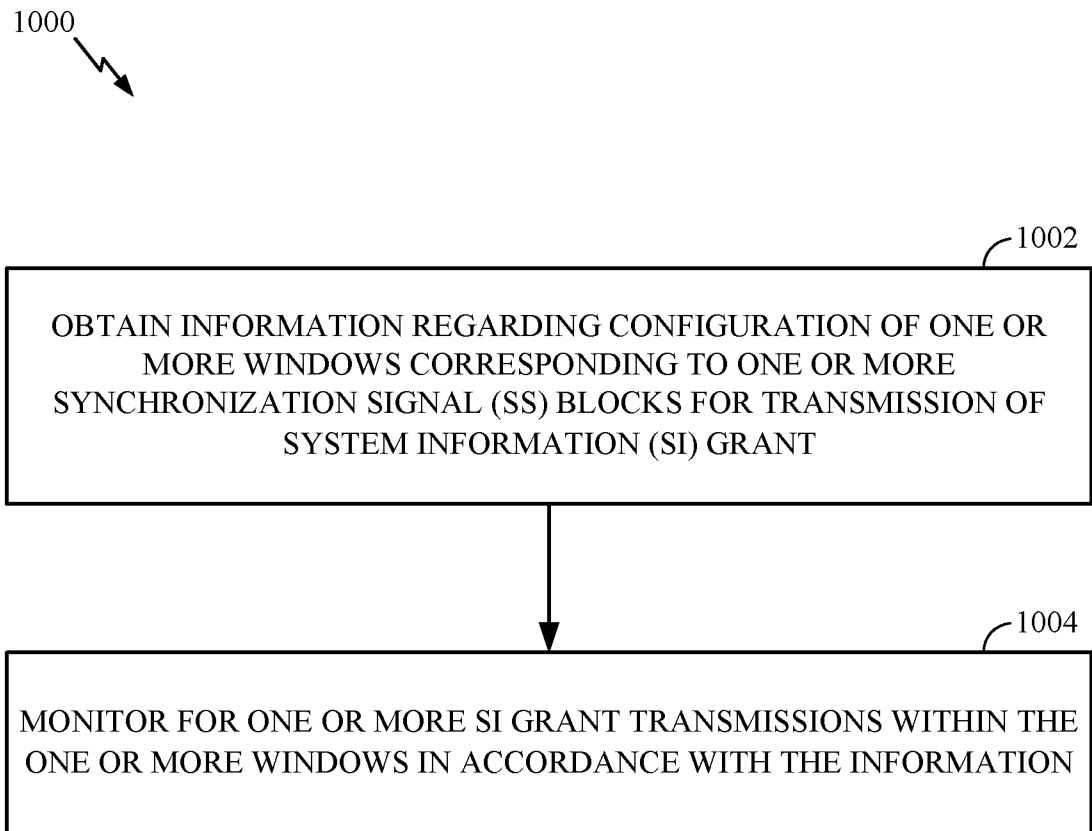 1000
1002
OBTAIN INFORMATION REGARDING CONFIGURATION OF ONE OR
MORE WINDOWS CORRESPONDING TO ONE OR MORE
SYNCHRONIZATION SIGNAL (SS) BLOCKS FOR TRANSMISSION OF
SYSTEM INFORMATION (SI) GRANT
1004
MONITOR FOR ONE OR MORE SI GRANT TRANSMISSIONS WITHIN THE
ONE OR MORE WINDOWS IN ACCORDANCE WITH THE INFORMATION